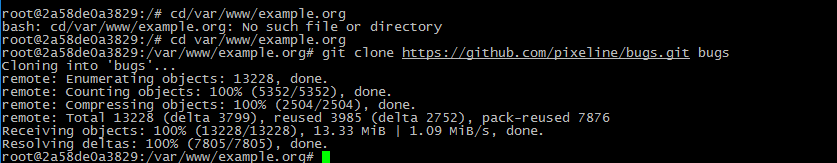 root@2a58de0a3829:/# cd/var/www/example.org
bash: cd/var/www/example.org: No such file or directory
root@2a58de0a3829:/# cd var/www/example.org
root@2a58de0a3829:/var/www/example.org# git clone https://github.com/pixeline/bugs.git bugs
Cloning into 'bugs'...
remote: Enumerating objects: 13228, done.
remote: Counting objects: 100% (5352/5352), done.
remote: Compressing objects: 100% (2504/2504), done.
remote: Total 13228 (delta 3799), reused 3985 (delta 2752), pack-reused 7876
Receiving objects: 100% (13228/13228), 13.33 MiB | 1.09 MiB/s, done.
Resolving deltas: 100% (7805/7805), done.
root@2a58de0a3829:/var/www/example.org#